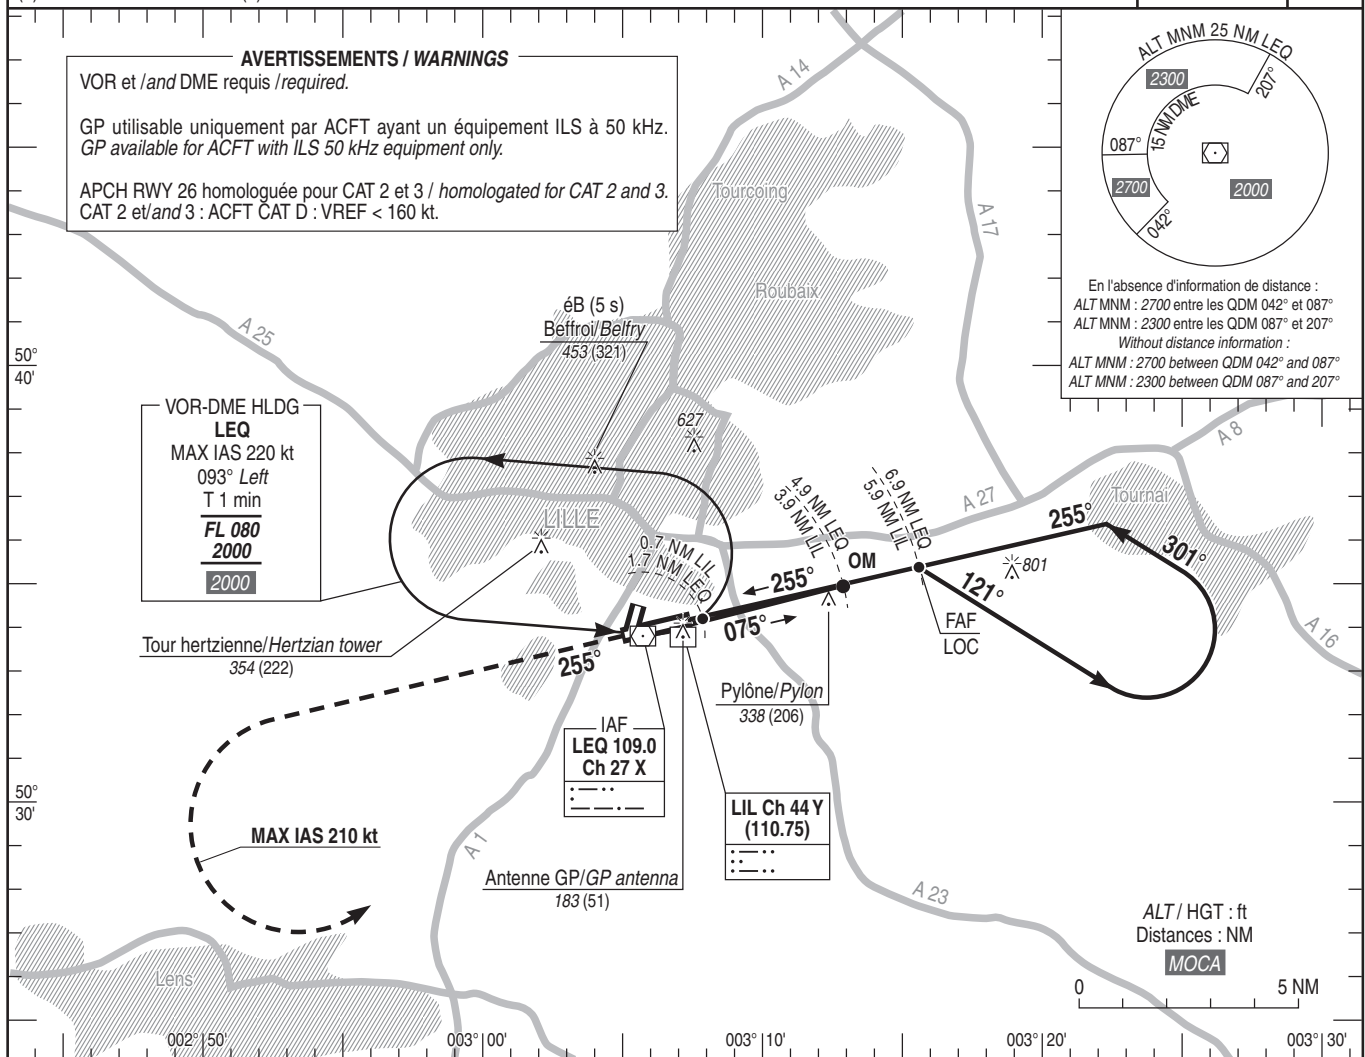 AVERTISSEMENTS / WARNINGS
VOR et /and DME requis /required.
GP utilisable uniquement par ACFT ayant un équipement ILS à 50 kHz.
GP available for ACFT with ILS 50 kHz equipment only.
APCH RWY 26 homologuée pour CAT 2 et 3 / homologated for CAT 2 and 3.
CAT 2 et/and 3 : ACFT CAT D : VREF < 160 kt.
ALT MNM 25 NM LEQ
2300
207°
15 NM DME
087°
2700
2000
042°
En l'absence d'information de distance :
ALT MNM : 2700 entre les QDM 042° et 087°
ALT MNM : 2300 entre les QDM 087° et 207°
Without distance information :
ALT MNM : 2700 between QDM 042° and 087°
ALT MNM : 2300 between QDM 087° and 207°
A 14
Tourcoing
A 17
Roubaix
A 25
éB (5 s)
Beffroi/Belfry
453 (321)
50°
40'
VOR-DME HLDG
LEQ
MAX IAS 220 kt
093° Left
T 1 min
FL 080
2000
2000
627
A 8
LILLE
4.9 NM LEQ
3.9 NM LIL
6.9 NM LEQ
5.9 NM LIL
A 27
Tournai
255°
0.7 NM LIL
1.7 NM LEQ
OM
301°
801
255°
121°
075°
FAF
LOC
A 16
Tour hertzienne/Hertzian tower
354 (222)
255°
Pylône/Pylon
338 (206)
IAF
LEQ 109.0
Ch 27 X
50°
30'
LIL Ch 44 Y
(110.75)
MAX IAS 210 kt
A 1
Antenne GP/GP antenna
183 (51)
A 23
ALT / HGT : ft
Distances : NM
MOCA
0 5 NM
Lens
002° 50'
003° 00'
003° 10'
003° 20'
003° 30'